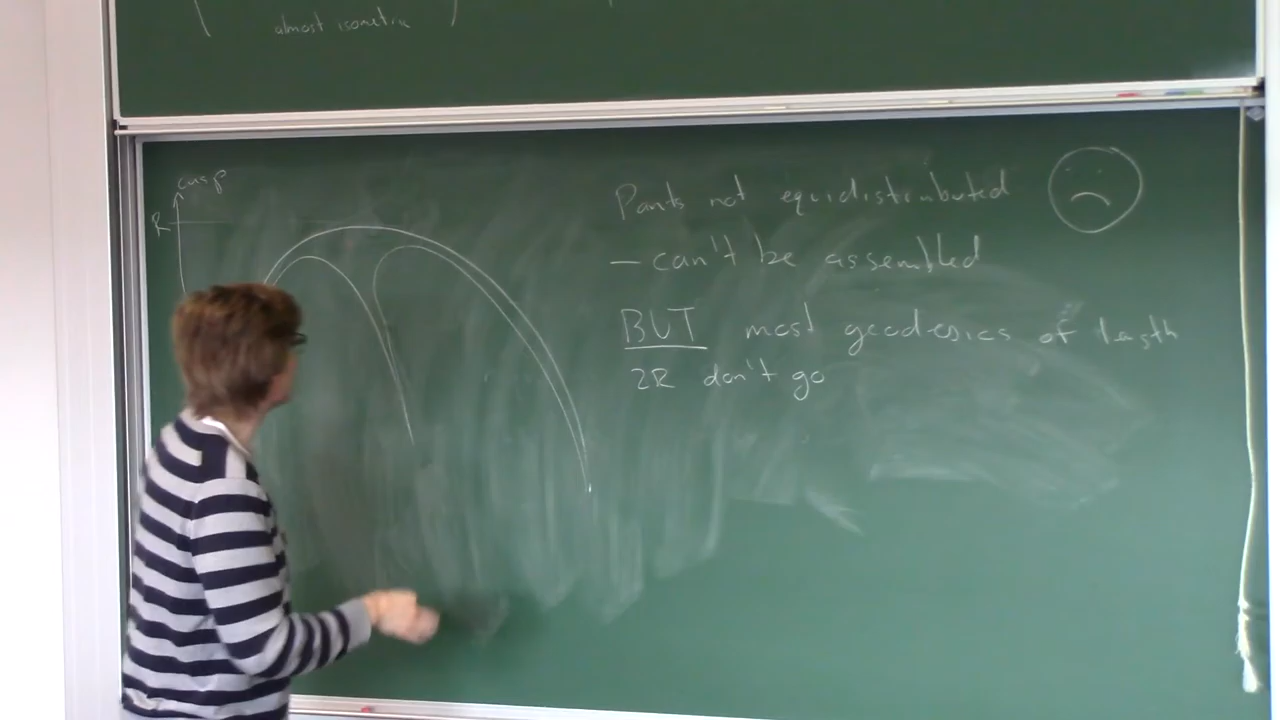 almost isometric
cusp
R
Pants not equidistributed
– can't be assembled
BUT most geodesics of length
2R don't go